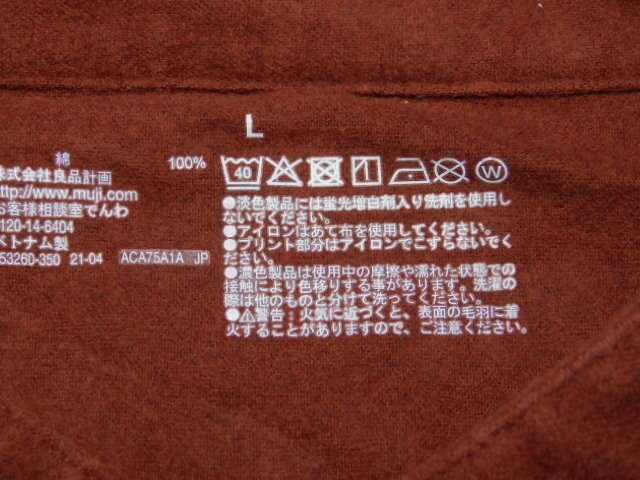 L
綿 100%
株式会社良品計画
http://www.muji.com
お客様相談室でんわ
0120-14-6404
ベトナム製
53260-350 21-04 ACA75A1A JP
40 W
●淡色製品には蛍光増白剤入り洗剤を使用し
ないでください。
●アイロンはあて布を使用してください。
●プリント部分はアイロンでこすらないでく
ださい。
●濃色製品は使用中の摩擦や濡れた状態での
接触により色移りする事があります。洗濯の
際は他のものと分けて洗ってください。
●⚠警告：火気に近づくと、表面の毛羽に着
火することがありますので、ご注意ください。